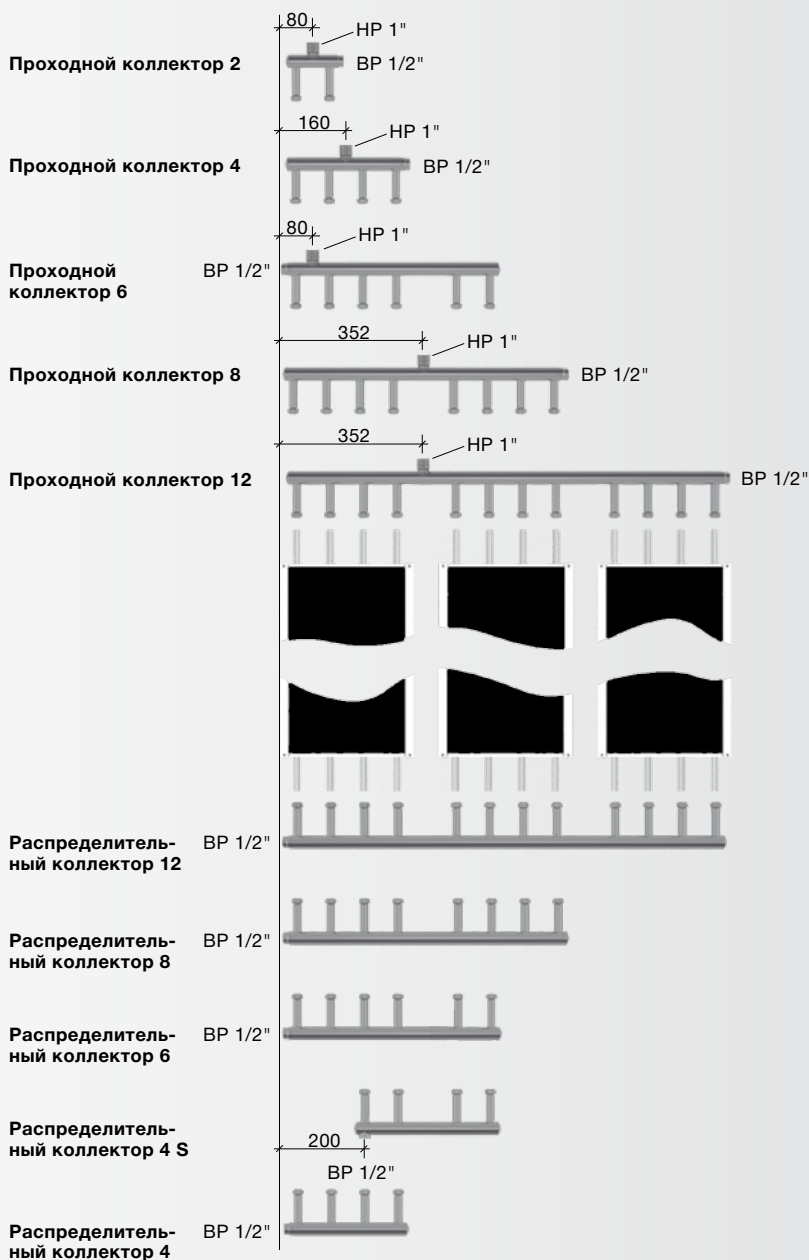 80
НР 1"
Проходной коллектор 2
ВР 1/2"
160
НР 1"
Проходной коллектор 4
ВР 1/2"
80
НР 1"
Проходной
коллектор 6
ВР 1/2"
352
НР 1"
Проходной коллектор 8
ВР 1/2"
352
НР 1"
Проходной коллектор 12
ВР 1/2"
Распределитель-
ный коллектор 12
ВР 1/2"
Распределитель-
ный коллектор 8
ВР 1/2"
Распределитель-
ный коллектор 6
ВР 1/2"
Распределитель-
ный коллектор 4 S
200
ВР 1/2"
Распределитель-
ный коллектор 4
ВР 1/2"